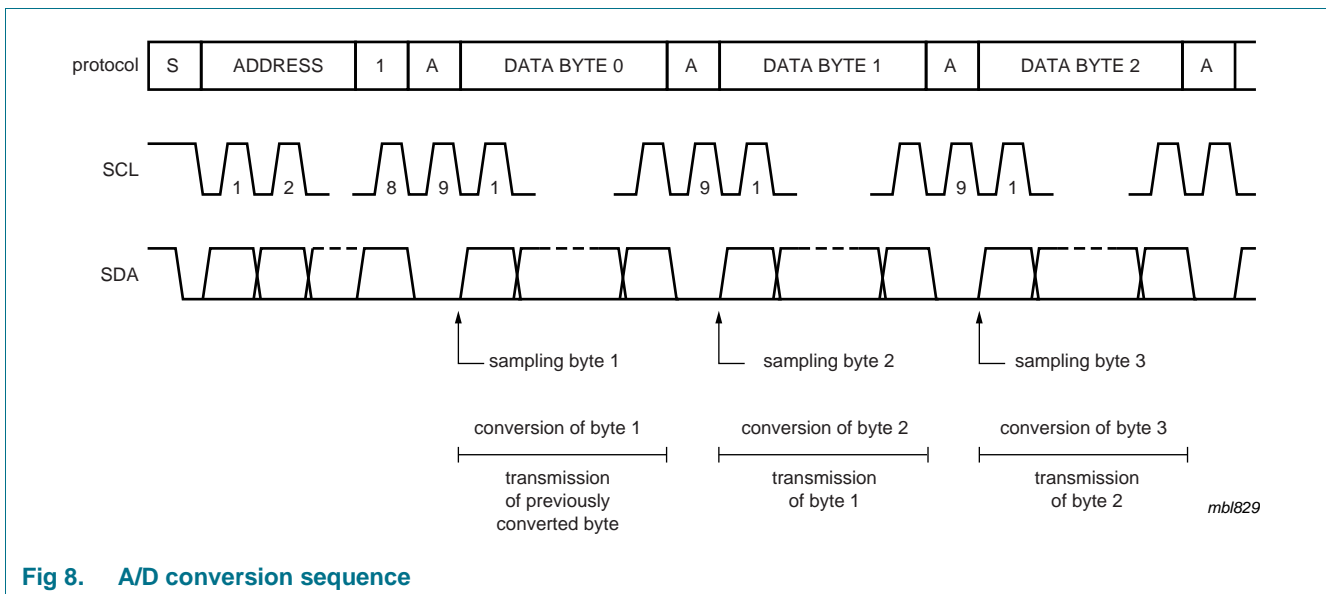 protocol S ADDRESS 1 A DATA BYTE 0 A DATA BYTE 1 A DATA BYTE 2 A
SCL 1 2 8 9 1 9 1 9 1
SDA
sampling byte 1 sampling byte 2 sampling byte 3
conversion of byte 1 conversion of byte 2 conversion of byte 3
transmission transmission transmission
of previously of byte 1 of byte 2
converted byte mbl829
Fig 8. A/D conversion sequence